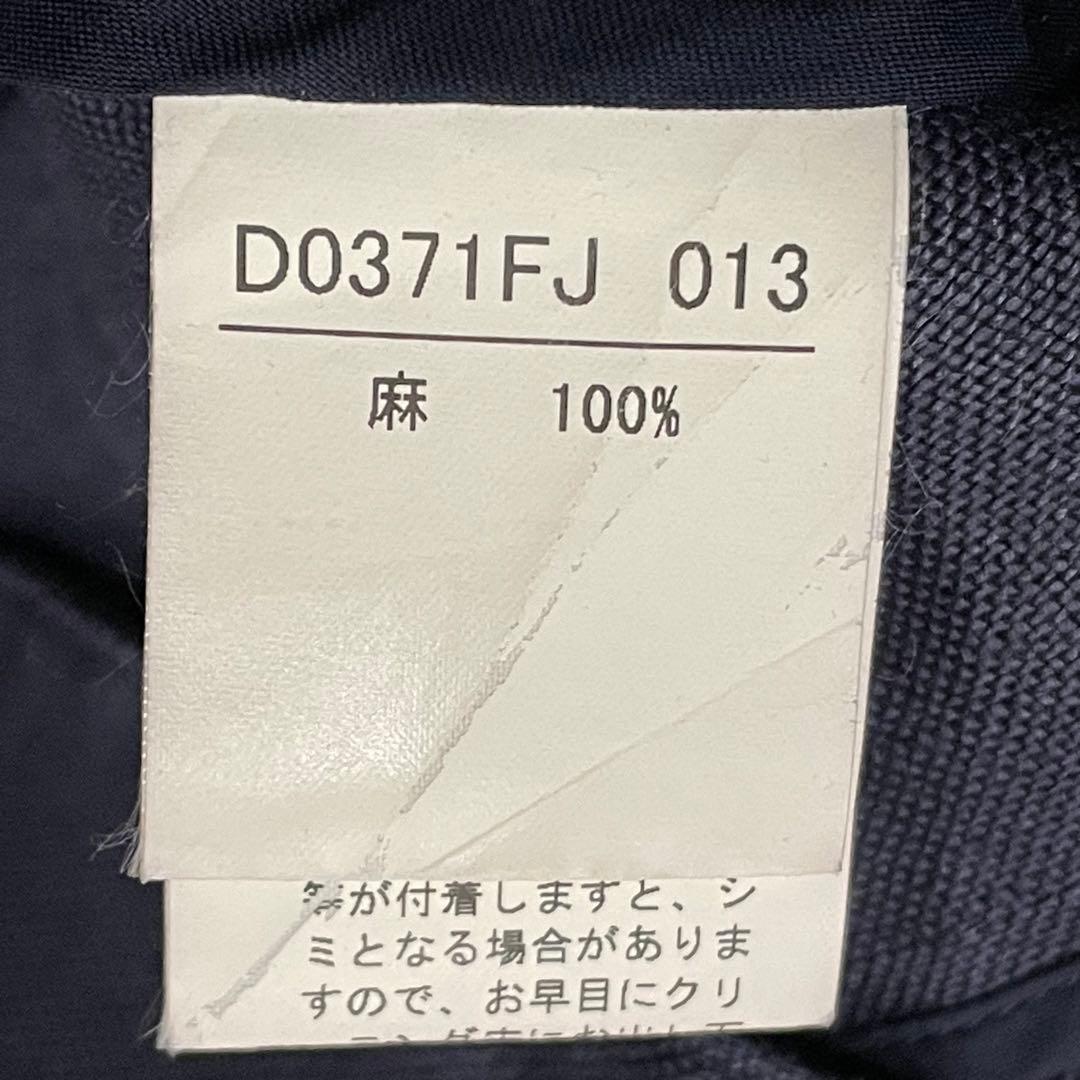 D0371FJ 013
麻 100%
等が付着しますと、シ
ミとなる場合がありま
すので、お早目にクリ